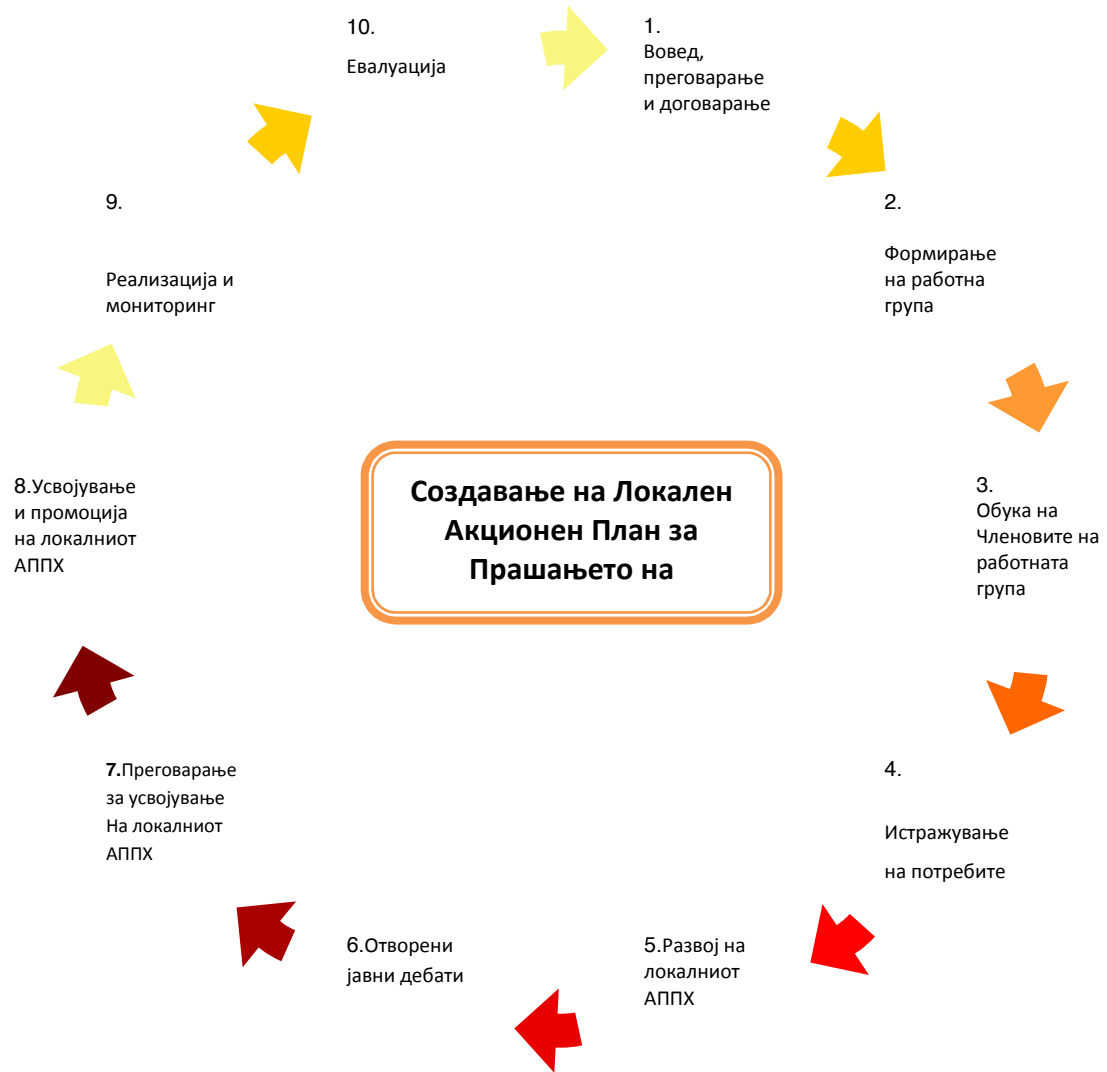 10.
Евалуација
1.
Вовед,
преговарање
и договарање
9.
Реализација и
мониторинг
2.
Формирање
на работна
група
8.Усвојување
и промоција
на локалниот
АППХ
Создавање на Локален
Акционен План за
Прашањето на
3.
Обука на
Членовите на
работната
група
7.Преговарање
за усвојување
На локалниот
АППХ
4.
Истражување
на потребите
6.Отворени
јавни дебати
5.Развој на
локалниот
АППХ